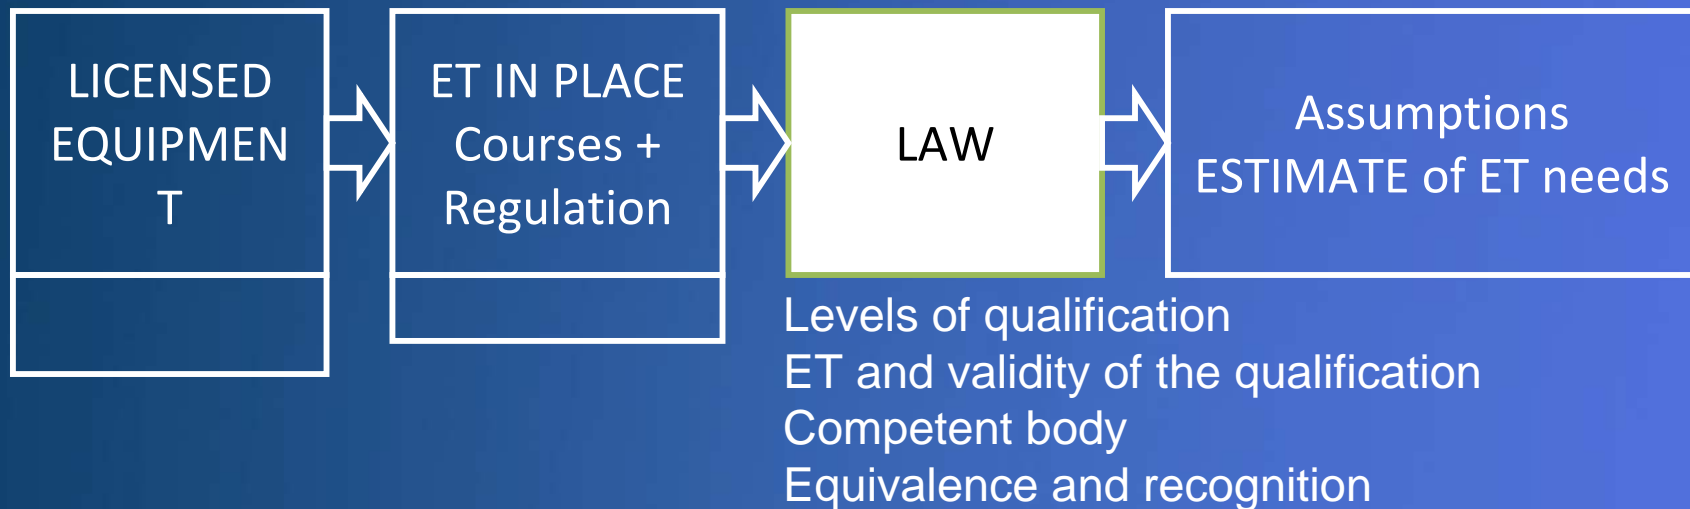 LICENSED
EQUIPMEN
T
ET IN PLACE
Courses +
Regulation
LAW
Assumptions
ESTIMATE of ET needs
Levels of qualification
ET and validity of the qualification
Competent body
Equivalence and recognition